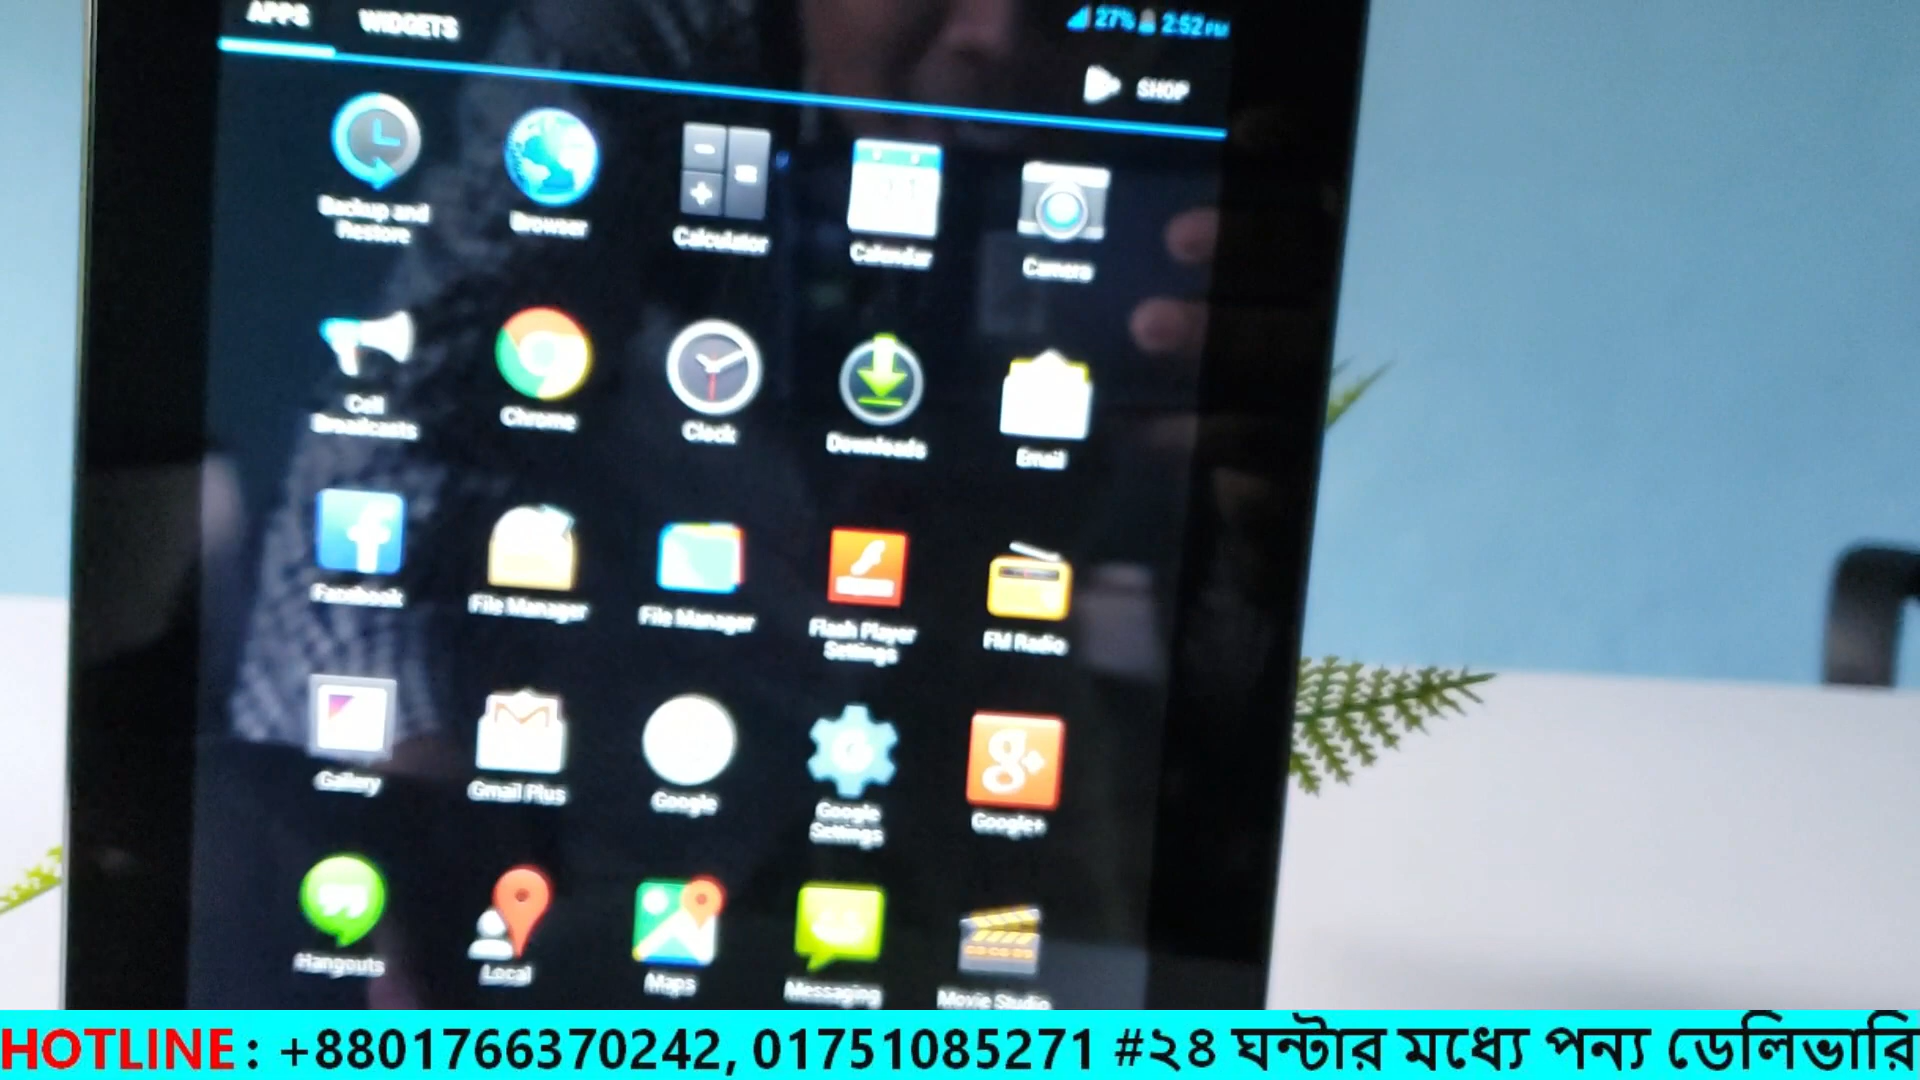 APPS WIDGETS 27% 2:52 PM
SHOP
Backup and Restore
Browser
Calculator
Calendar
Camera
Cell Broadcasts
Chrome
Clock
Downloads
Email
Facebook
File Manager
File Manager
Flash Player Settings
FM Radio
Gallery
Gmail Plus
Google
Google Settings
Google+
Hangouts
Local
Maps
Messaging
Movie Studio
HOTLINE : +8801766370242, 01751085271 #২8 ঘন্টার মধ্যে পন্য ডেলিভারি